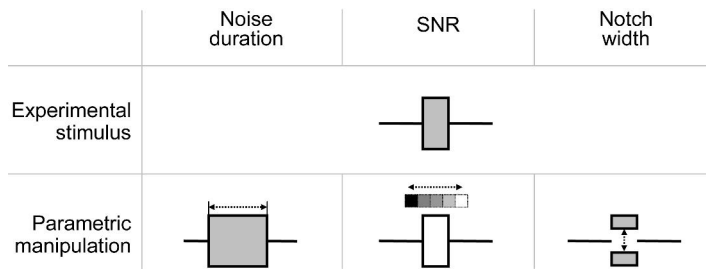 Noise
duration
SNR
Notch
width
Experimental
stimulus
Parametric
manipulation